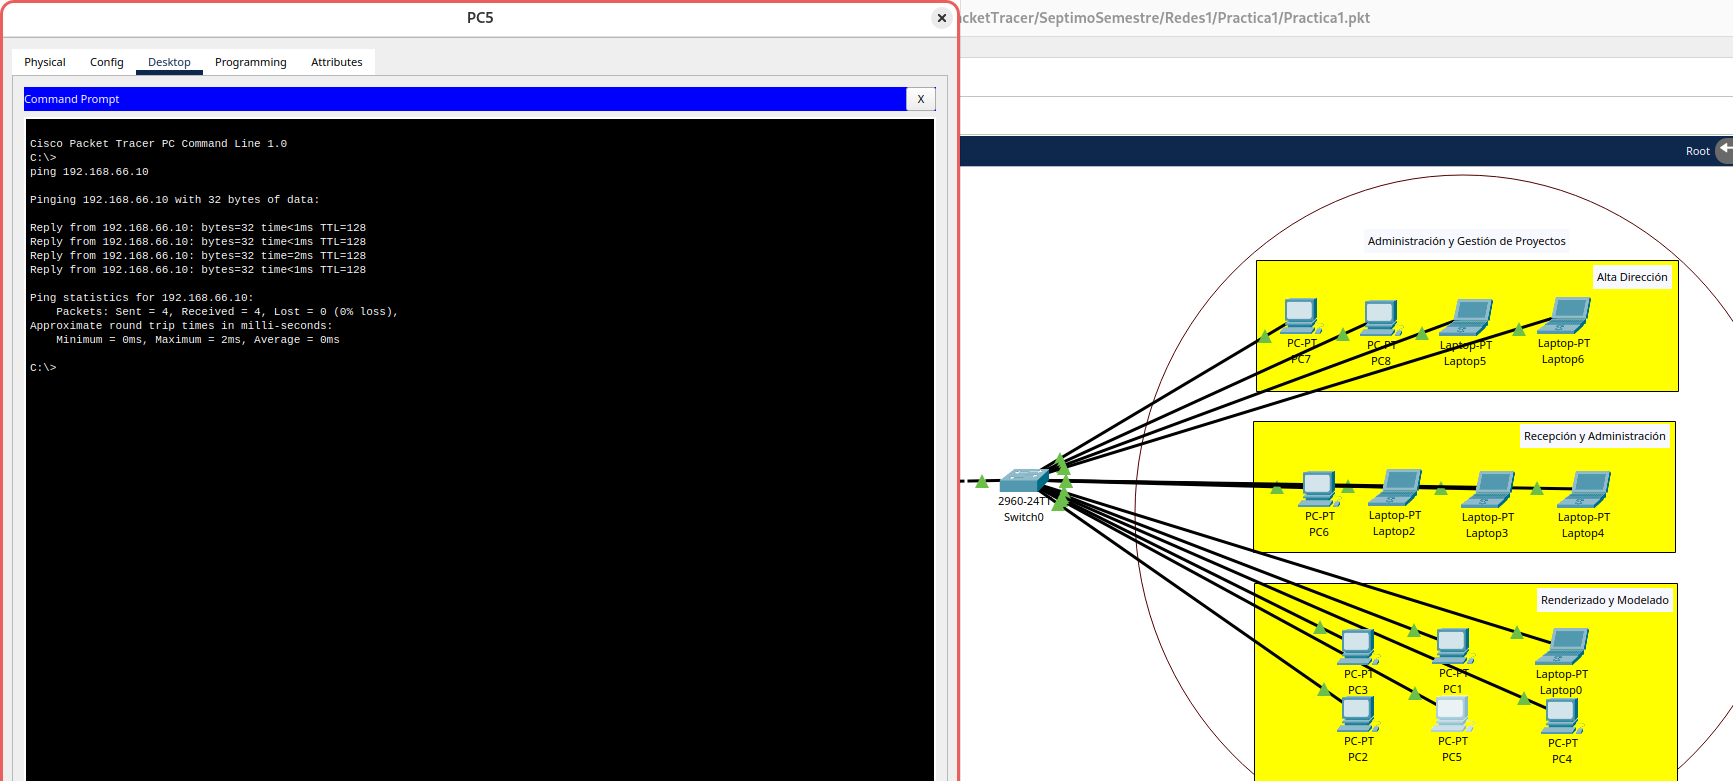 PC5
cketTracer/SeptimoSemestre/Redes1/Practica1/Practica1.pkt
Physical Config Desktop Programming Attributes
Command Prompt X
Cisco Packet Tracer PC Command Line 1.0
C:\>
ping 192.168.66.10
Pinging 192.168.66.10 with 32 bytes of data:
Reply from 192.168.66.10: bytes=32 time<1ms TTL=128
Reply from 192.168.66.10: bytes=32 time<1ms TTL=128
Reply from 192.168.66.10: bytes=32 time=2ms TTL=128
Reply from 192.168.66.10: bytes=32 time<1ms TTL=128
Ping statistics for 192.168.66.10:
Packets: Sent = 4, Received = 4, Lost = 0 (0% loss),
Approximate round trip times in milli-seconds:
Minimum = 0ms, Maximum = 2ms, Average = 0ms
C:\>
Root
Administración y Gestión de Proyectos
Alta Dirección
PC-PT
PC7
PC-PT
PC8
Laptop-PT
Laptop5
Laptop-PT
Laptop6
2960-24TT
Switch0
Recepción y Administración
PC-PT
PC6
Laptop-PT
Laptop2
Laptop-PT
Laptop3
Laptop-PT
Laptop4
Renderizado y Modelado
PC-PT
PC3
PC-PT
PC1
Laptop-PT
Laptop0
PC-PT
PC2
PC-PT
PC5
PC-PT
PC4